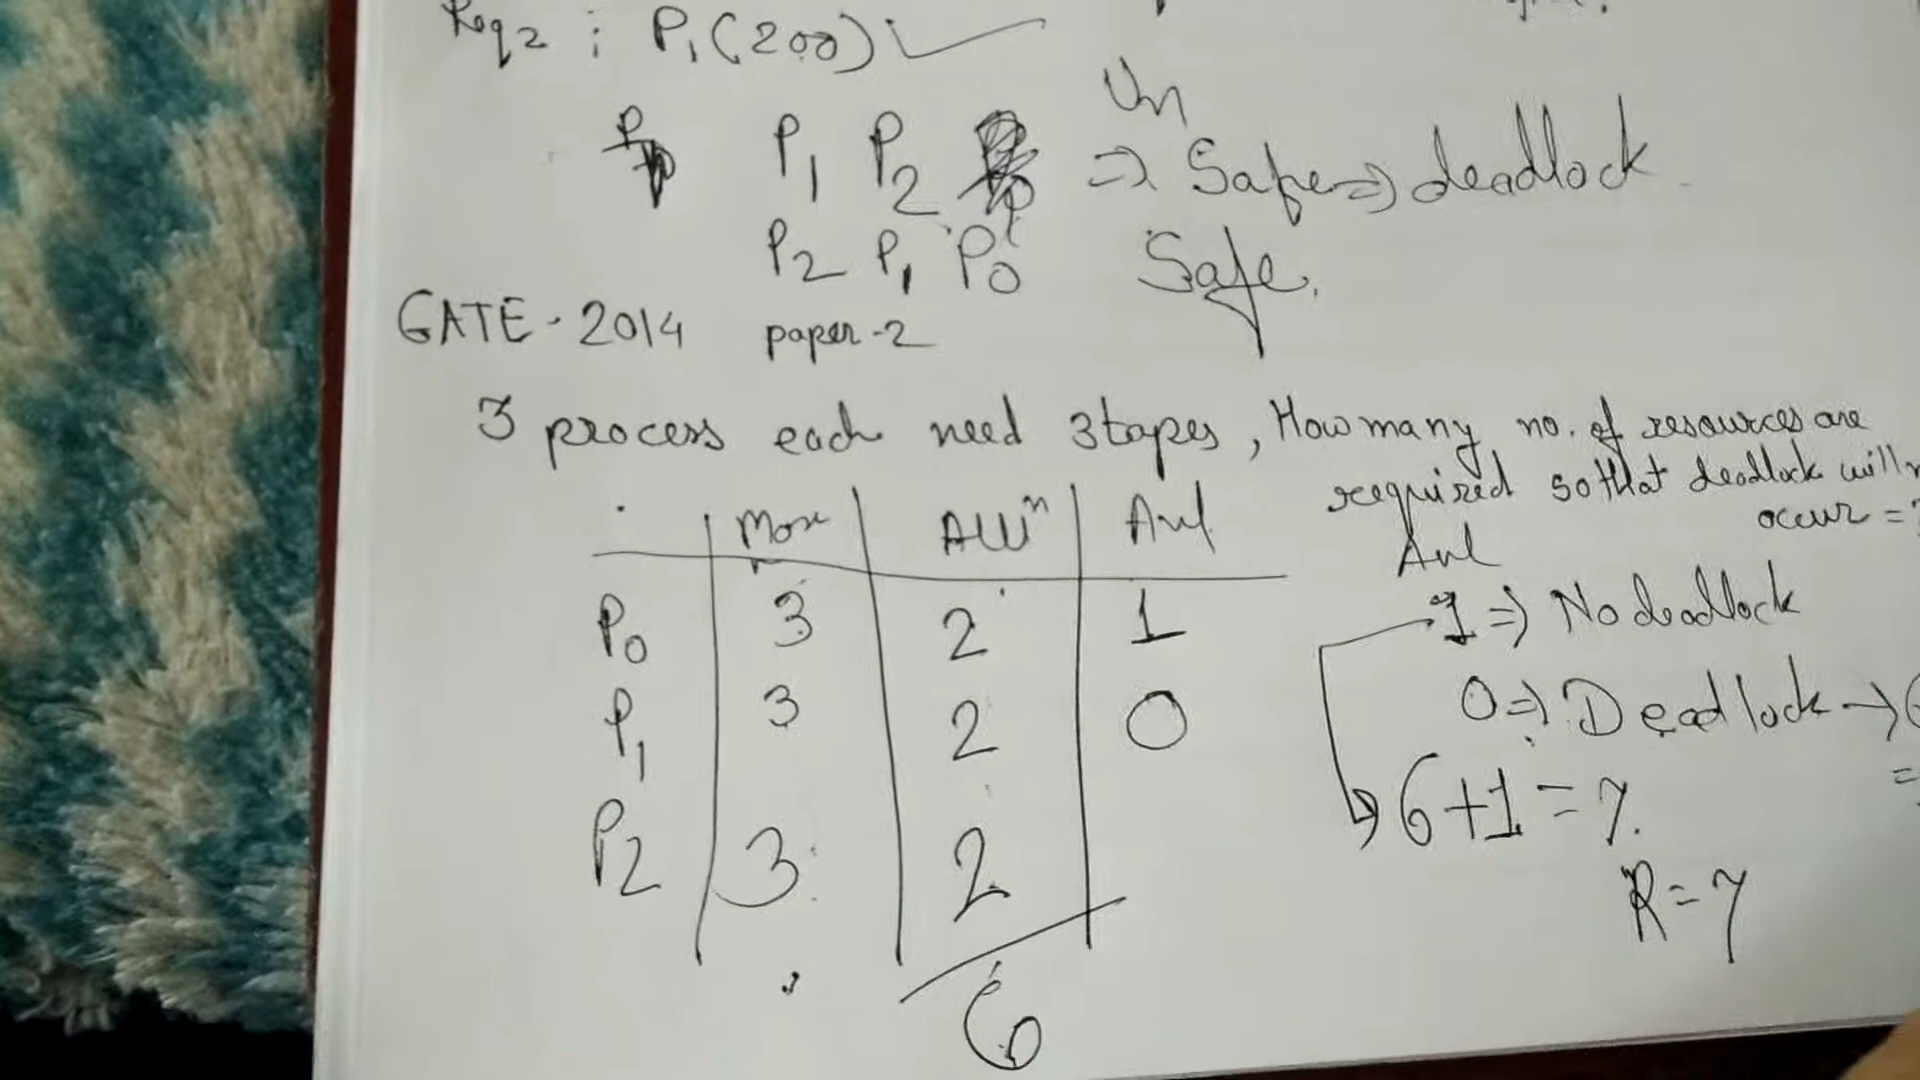 Req2 : P1(200)
P1 P2 => Un Safe => deadlock
P2 P1 P0 Safe.
GATE - 2014 paper-2
3 process each need 3tapes, How many no. of resources are
required so that deadlock will
occur = ?
Max Allⁿ Avl
Avl
P0 3 2 1
1 => No deadlock
P1 3 2 0
0 => Deadlock →
6+1 = 7.
P2 3 2
R = 7
6